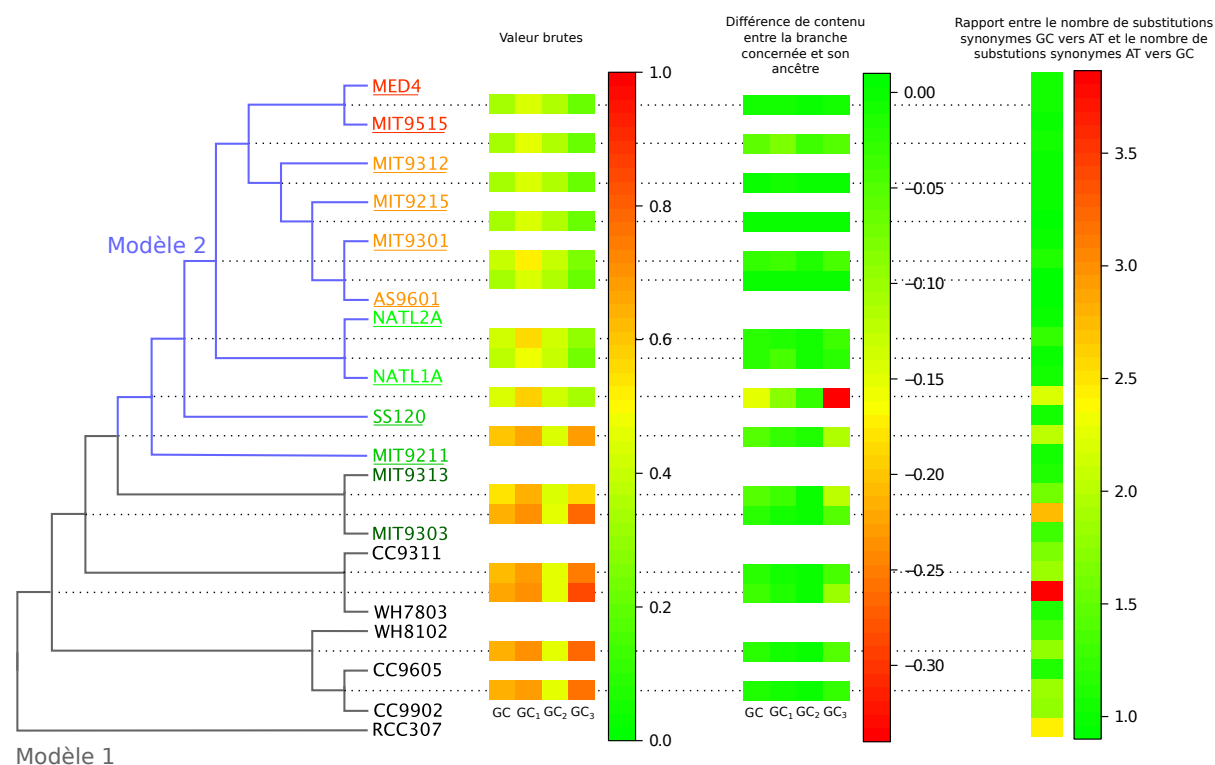 Valeur brutes
Différence de contenu
entre la branche
concernée et son
ancêtre
Rapport entre le nombre de substitutions
synonymes GC vers AT et le nombre de
substutions synonymes AT vers GC
MED4
MIT9515
MIT9312
MIT9215
MIT9301
AS9601
NATL2A
NATL1A
SS120
MIT9211
MIT9313
MIT9303
CC9311
WH7803
WH8102
CC9605
CC9902
RCC307
Modèle 2
Modèle 1
GC GC₁ GC₂ GC₃
1.0
0.8
0.6
0.4
0.2
0.0
GC GC₁ GC₂ GC₃
0.00
−0.05
−0.10
−0.15
−0.20
−0.25
−0.30
3.5
3.0
2.5
2.0
1.5
1.0